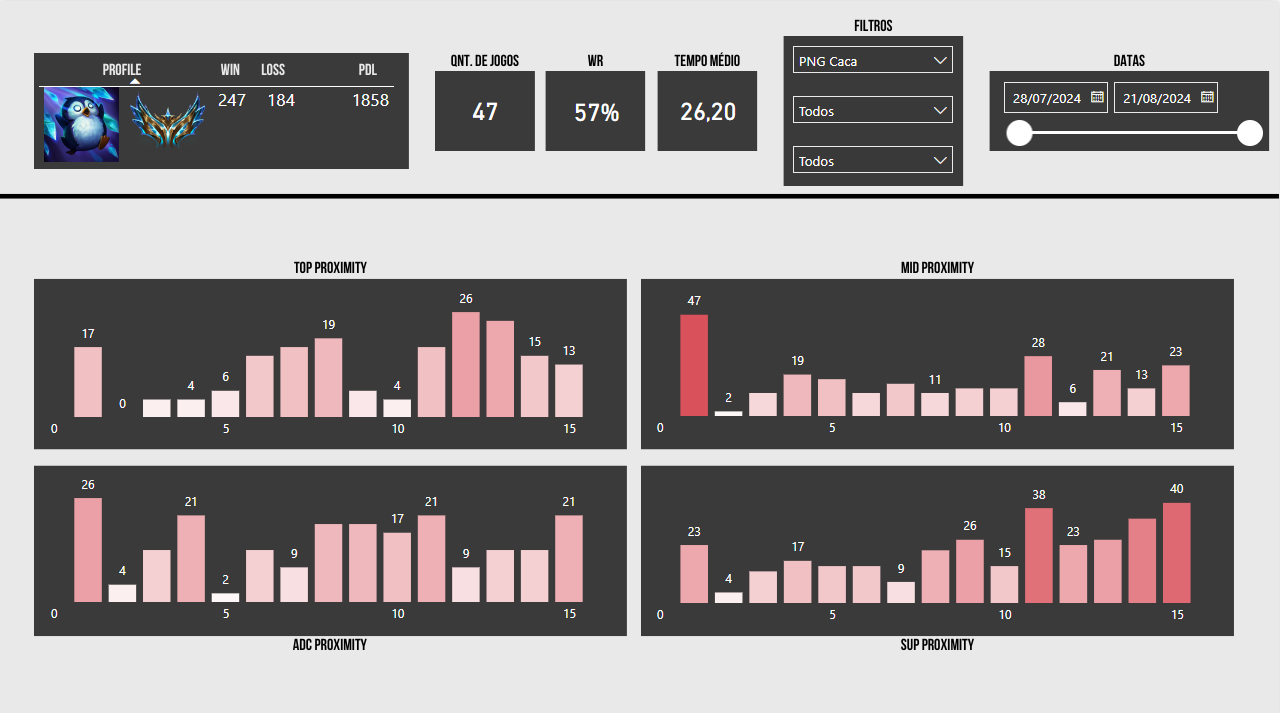 FILTROS
PROFILE WIN LOSS PDL
247 184 1858
QNT. DE JOGOS
47
WR
57%
TEMPO MÉDIO
26,20
PNG Caca
Todos
Todos
DATAS
28/07/2024 21/08/2024
TOP PROXIMITY
17 0 4 6 19 4 26 15 13
0 5 10 15
MID PROXIMITY
47 2 19 11 28 6 21 13 23
0 5 10 15
26 4 21 2 9 17 21 9 21
0 5 10 15
ADC PROXIMITY
23 4 17 9 26 15 38 23 40
0 5 10 15
SUP PROXIMITY